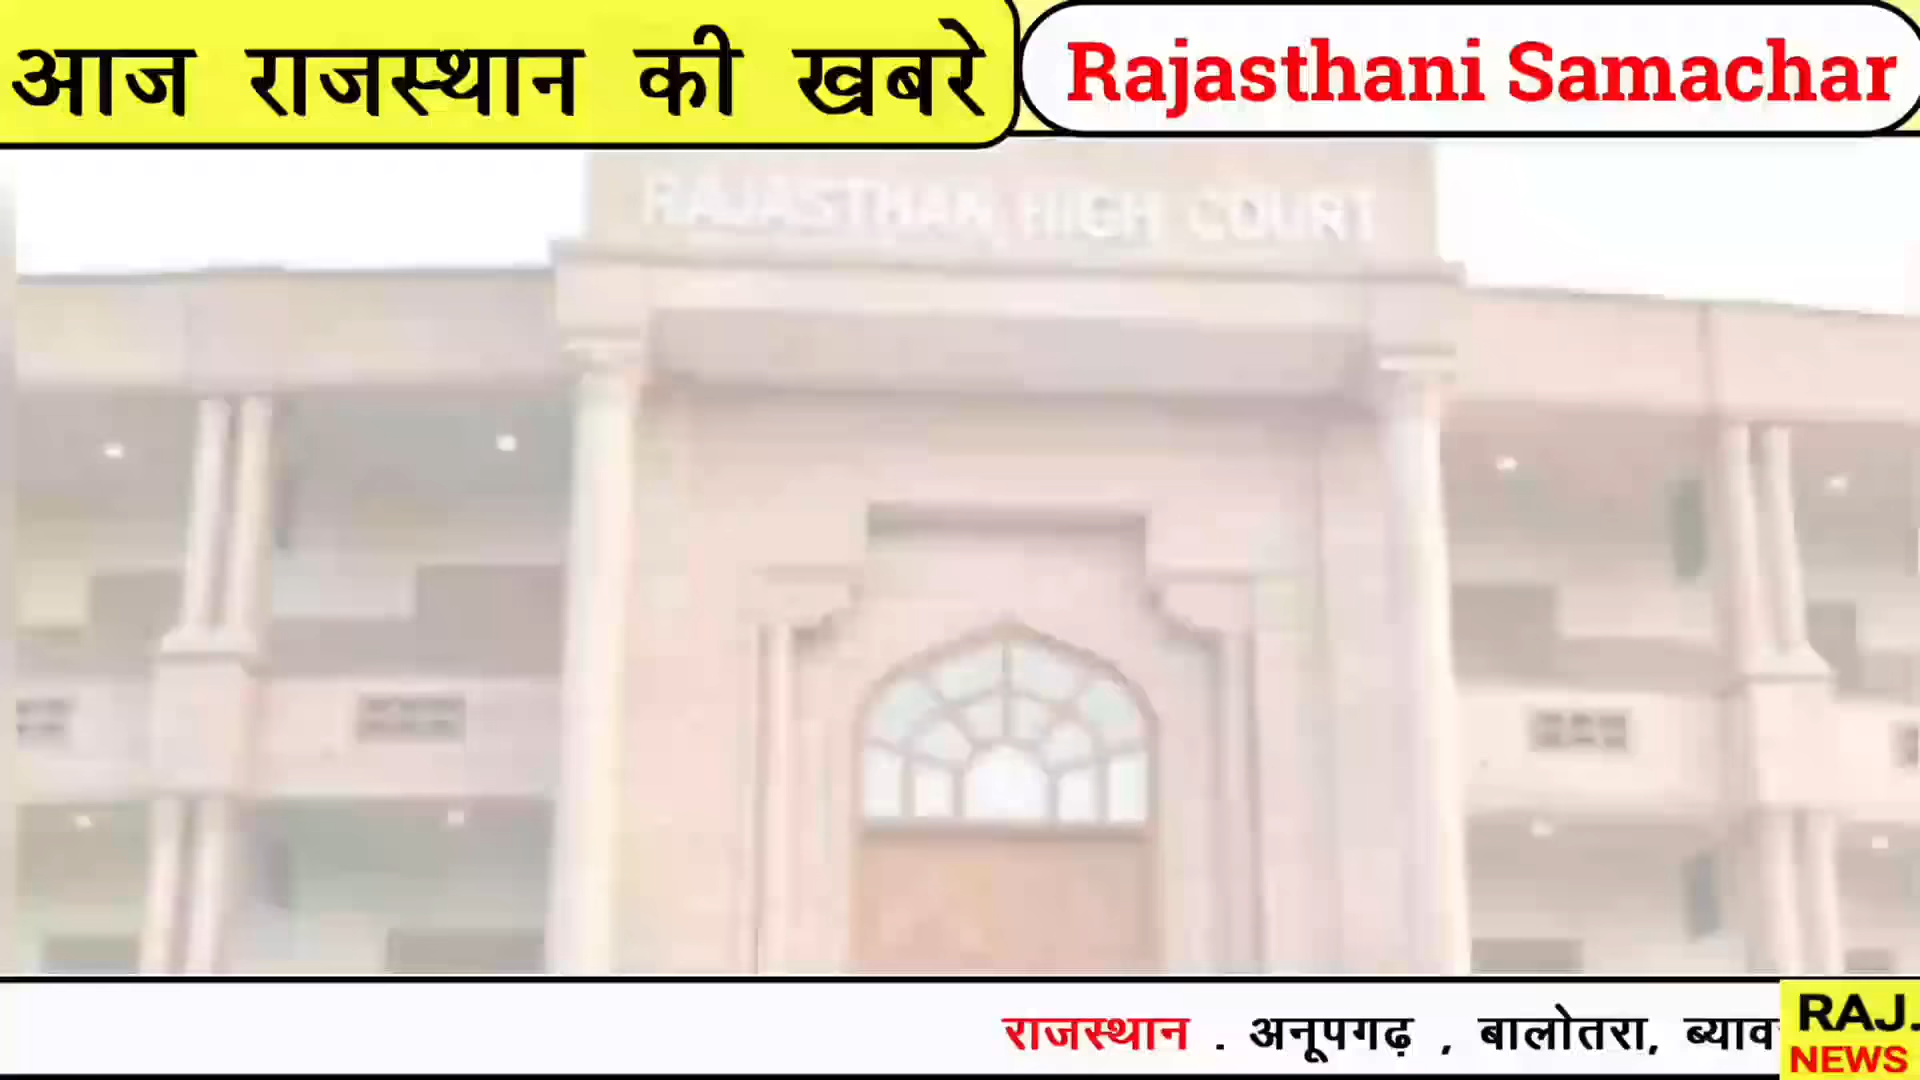 आज राजस्थान की खबरे
Rajasthani Samachar
RAJASTHAN HIGH COURT
राजस्थान . अनूपगढ़ , बालोतरा,
RAJ.
NEWS